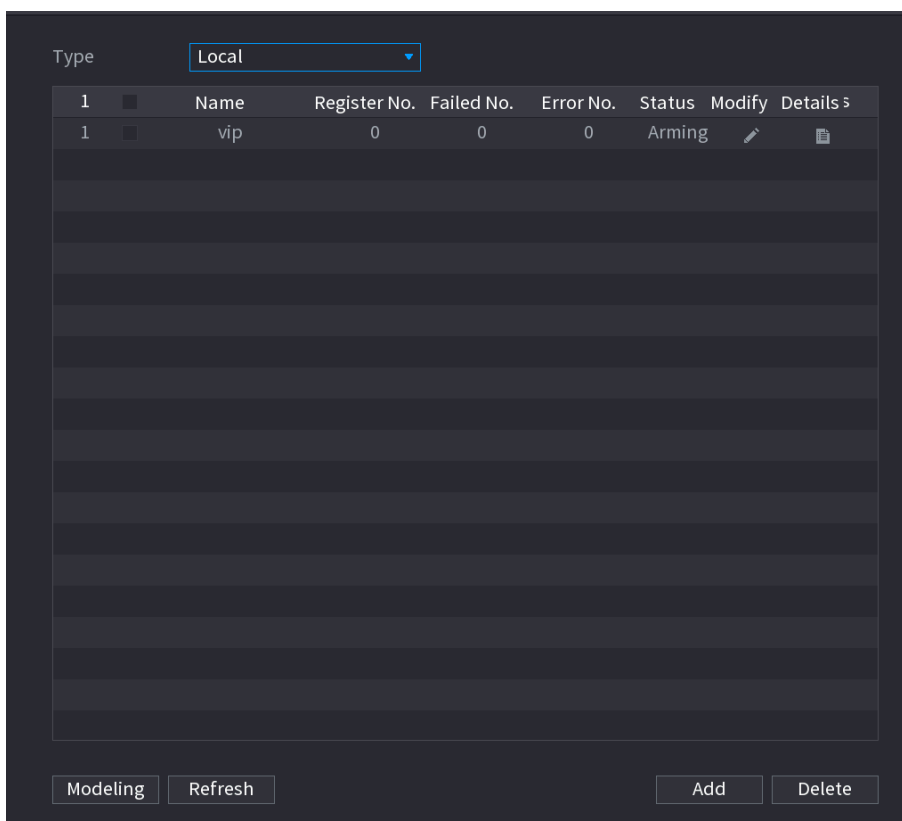 Type Local
1 Name Register No. Failed No. Error No. Status Modify Details s
1 vip 0 0 0 Arming
Modeling Refresh Add Delete